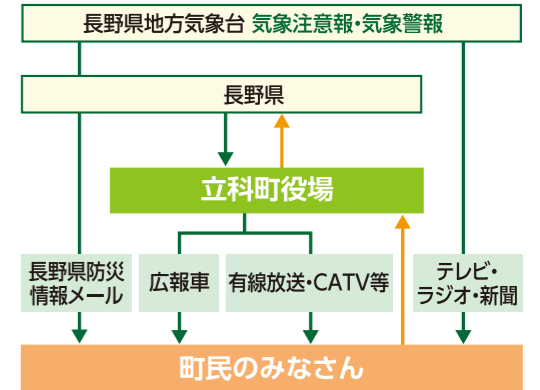 長野県地方気象台 気象注意報・気象警報
長野県
立科町役場
長野県防災
情報メール
広報車
有線放送・CATV等
テレビ・
ラジオ・新聞
町民のみなさん